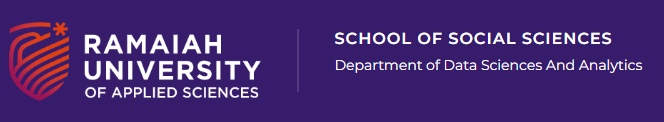 RAMAIAH
UNIVERSITY
OF APPLIED SCIENCES
SCHOOL OF SOCIAL SCIENCES
Department of Data Sciences And Analytics